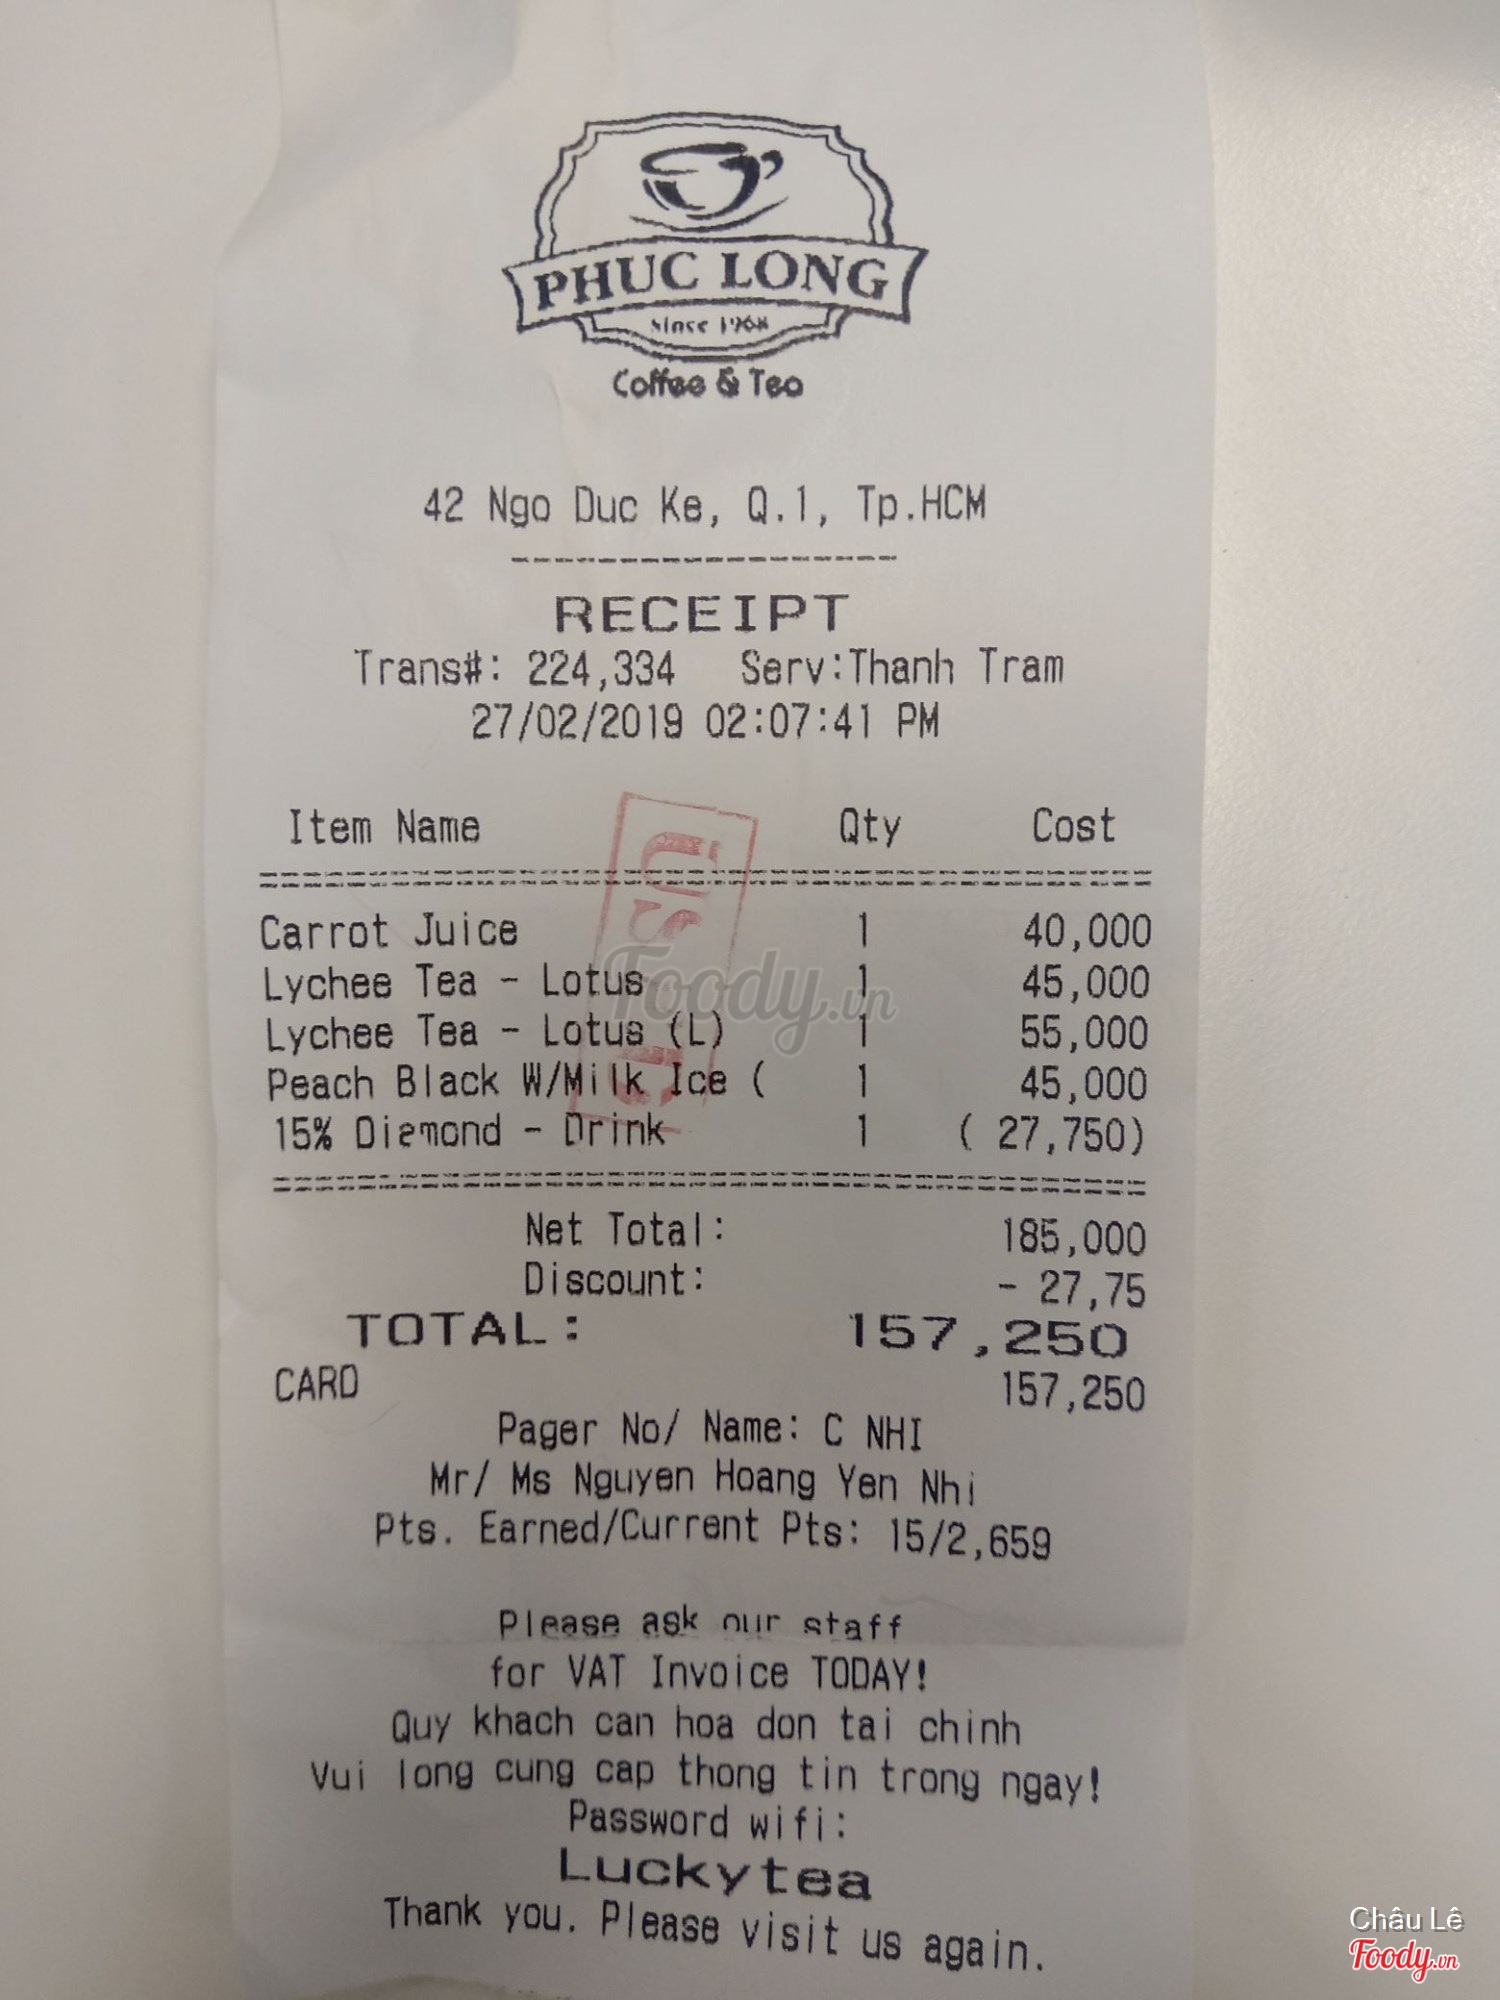 PHUC LONG
Since 1968
Coffee & Tea
42 Ngo Duc Ke, Q.1, Tp.HCM
RECEIPT
Trans#: 224,334 Serv:Thanh Tram
27/02/2019 02:07:41 PM
Item Name Qty Cost
Carrot Juice 1 40,000
Lychee Tea - Lotus 1 45,000
Lychee Tea - Lotus (L) 1 55,000
Peach Black W/Milk Ice ( 1 45,000
15% Diamond - Drink 1 ( 27,750)
Net Total: 185,000
Discount: - 27,75
TOTAL: 157,250
CARD 157,250
Pager No/ Name: C NHI
Mr/ Ms Nguyen Hoang Yen Nhi
Pts. Earned/Current Pts: 15/2,659
Please ask our staff
for VAT Invoice TODAY!
Quy khach can hoa don tai chinh
Vui long cung cap thong tin trong ngay!
Password wifi:
Luckytea
Thank you. Please visit us again.
Foody.vn
Châu Lê
Foody.vn